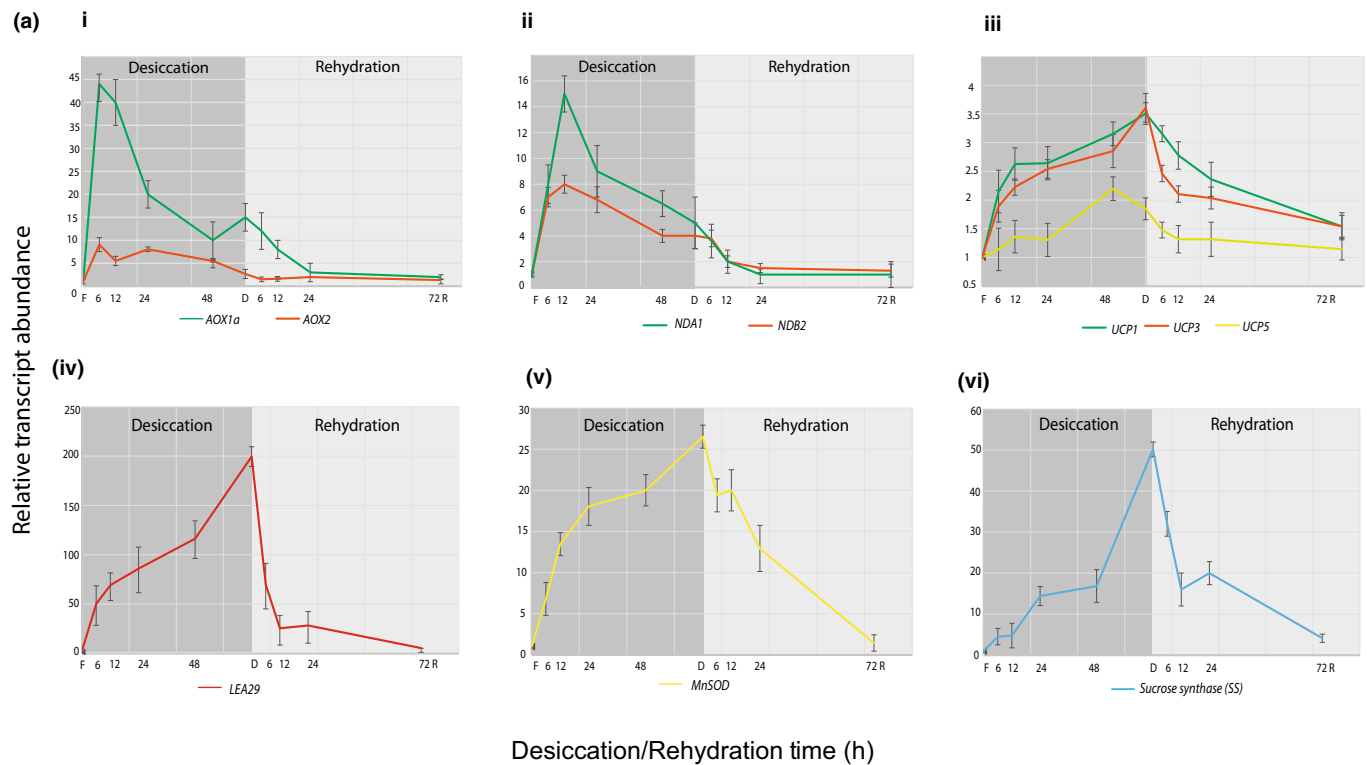 (a)
i
ii
iii
Relative transcript abundance
Desiccation Rehydration
45
40
35
30
25
20
15
10
5
0
F 6 12 24 48 D 6 12 24 72 R
AOX1a AOX2
Desiccation Rehydration
16
14
12
10
8
6
4
2
0
F 6 12 24 48 D 6 12 24 72 R
NDA1 NDB2
4
3.5
3
2.5
2
1.5
1
0.5
F 6 12 24 48 D 6 12 24 72 R
UCP1 UCP3 UCP5
(iv)
(v)
(vi)
Desiccation Rehydration
250
200
150
100
50
0
F 6 12 24 48 D 6 12 24 72 R
LEA29
Desiccation Rehydration
30
25
20
15
10
5
0
F 6 12 24 48 D 6 12 24 72 R
MnSOD
Desiccation Rehydration
60
50
40
30
20
10
0
F 6 12 24 48 D 6 12 24 72 R
Sucrose synthase (SS)
Desiccation/Rehydration time (h)